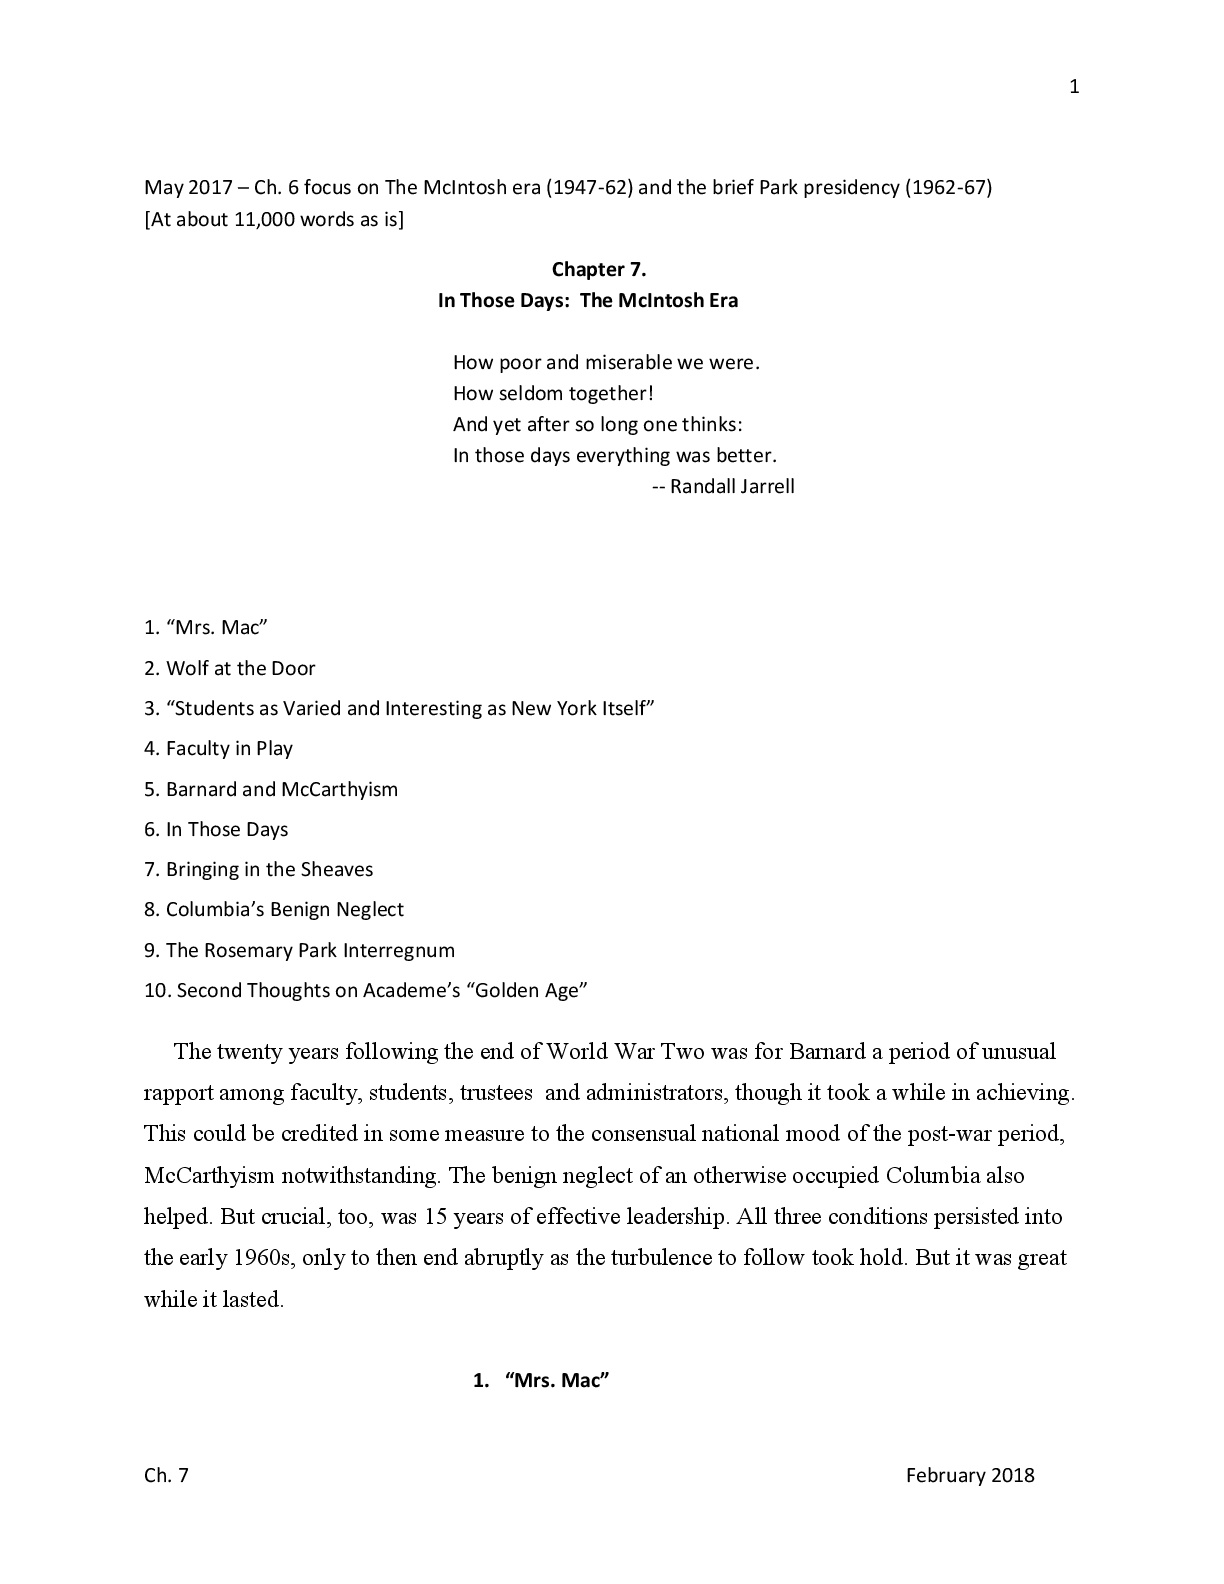 1
May 2017 – Ch. 6 focus on The McIntosh era (1947-62) and the brief Park presidency (1962-67)
[At about 11,000 words as is]
Chapter 7.
In Those Days:  The McIntosh Era
How poor and miserable we were.
How seldom together!
And yet after so long one thinks:
In those days everything was better.
-- Randall Jarrell
1. “Mrs. Mac”
2. Wolf at the Door
3. “Students as Varied and Interesting as New York Itself”
4. Faculty in Play
5. Barnard and McCarthyism
6. In Those Days
7. Bringing in the Sheaves
8. Columbia’s Benign Neglect
9. The Rosemary Park Interregnum
10. Second Thoughts on Academe’s “Golden Age”
The twenty years following the end of World War Two was for Barnard a period of unusual
rapport among faculty, students, trustees  and administrators, though it took a while in achieving.
This could be credited in some measure to the consensual national mood of the post-war period,
McCarthyism notwithstanding. The benign neglect of an otherwise occupied Columbia also
helped. But crucial, too, was 15 years of effective leadership. All three conditions persisted into
the early 1960s, only to then end abruptly as the turbulence to follow took hold. But it was great
while it lasted.
1.   “Mrs. Mac”
Ch. 7 February 2018